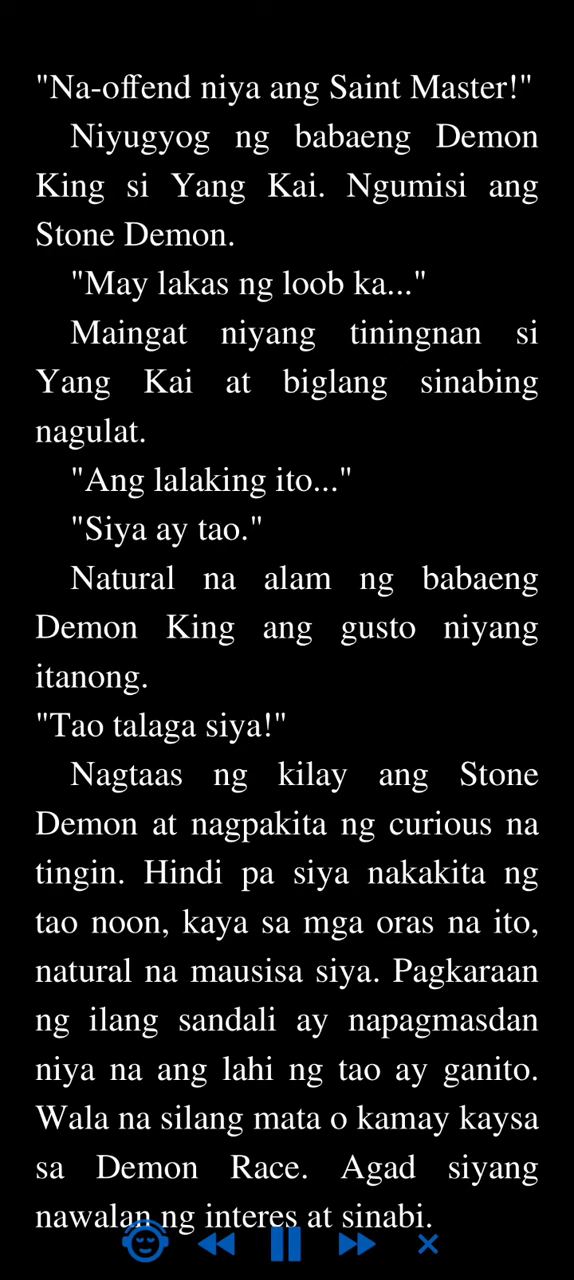 "Na-offend niya ang Saint Master!"
Niyugyog ng babaeng Demon
King si Yang Kai. Ngumisi ang
Stone Demon.
"May lakas ng loob ka..."
Maingat niyang tiningnan si
Yang Kai at biglang sinabing
nagulat.
"Ang lalaking ito..."
"Siya ay tao."
Natural na alam ng babaeng
Demon King ang gusto niyang
itanong.
"Tao talaga siya!"
Nagtaas ng kilay ang Stone
Demon at nagpakita ng curious na
tingin. Hindi pa siya nakakita ng
tao noon, kaya sa mga oras na ito,
natural na mausisa siya. Pagkaraan
ng ilang sandali ay napagmasdan
niya na ang lahi ng tao ay ganito.
Wala na silang mata o kamay kaysa
sa Demon Race. Agad siyang
nawalan ng interes at sinabi.